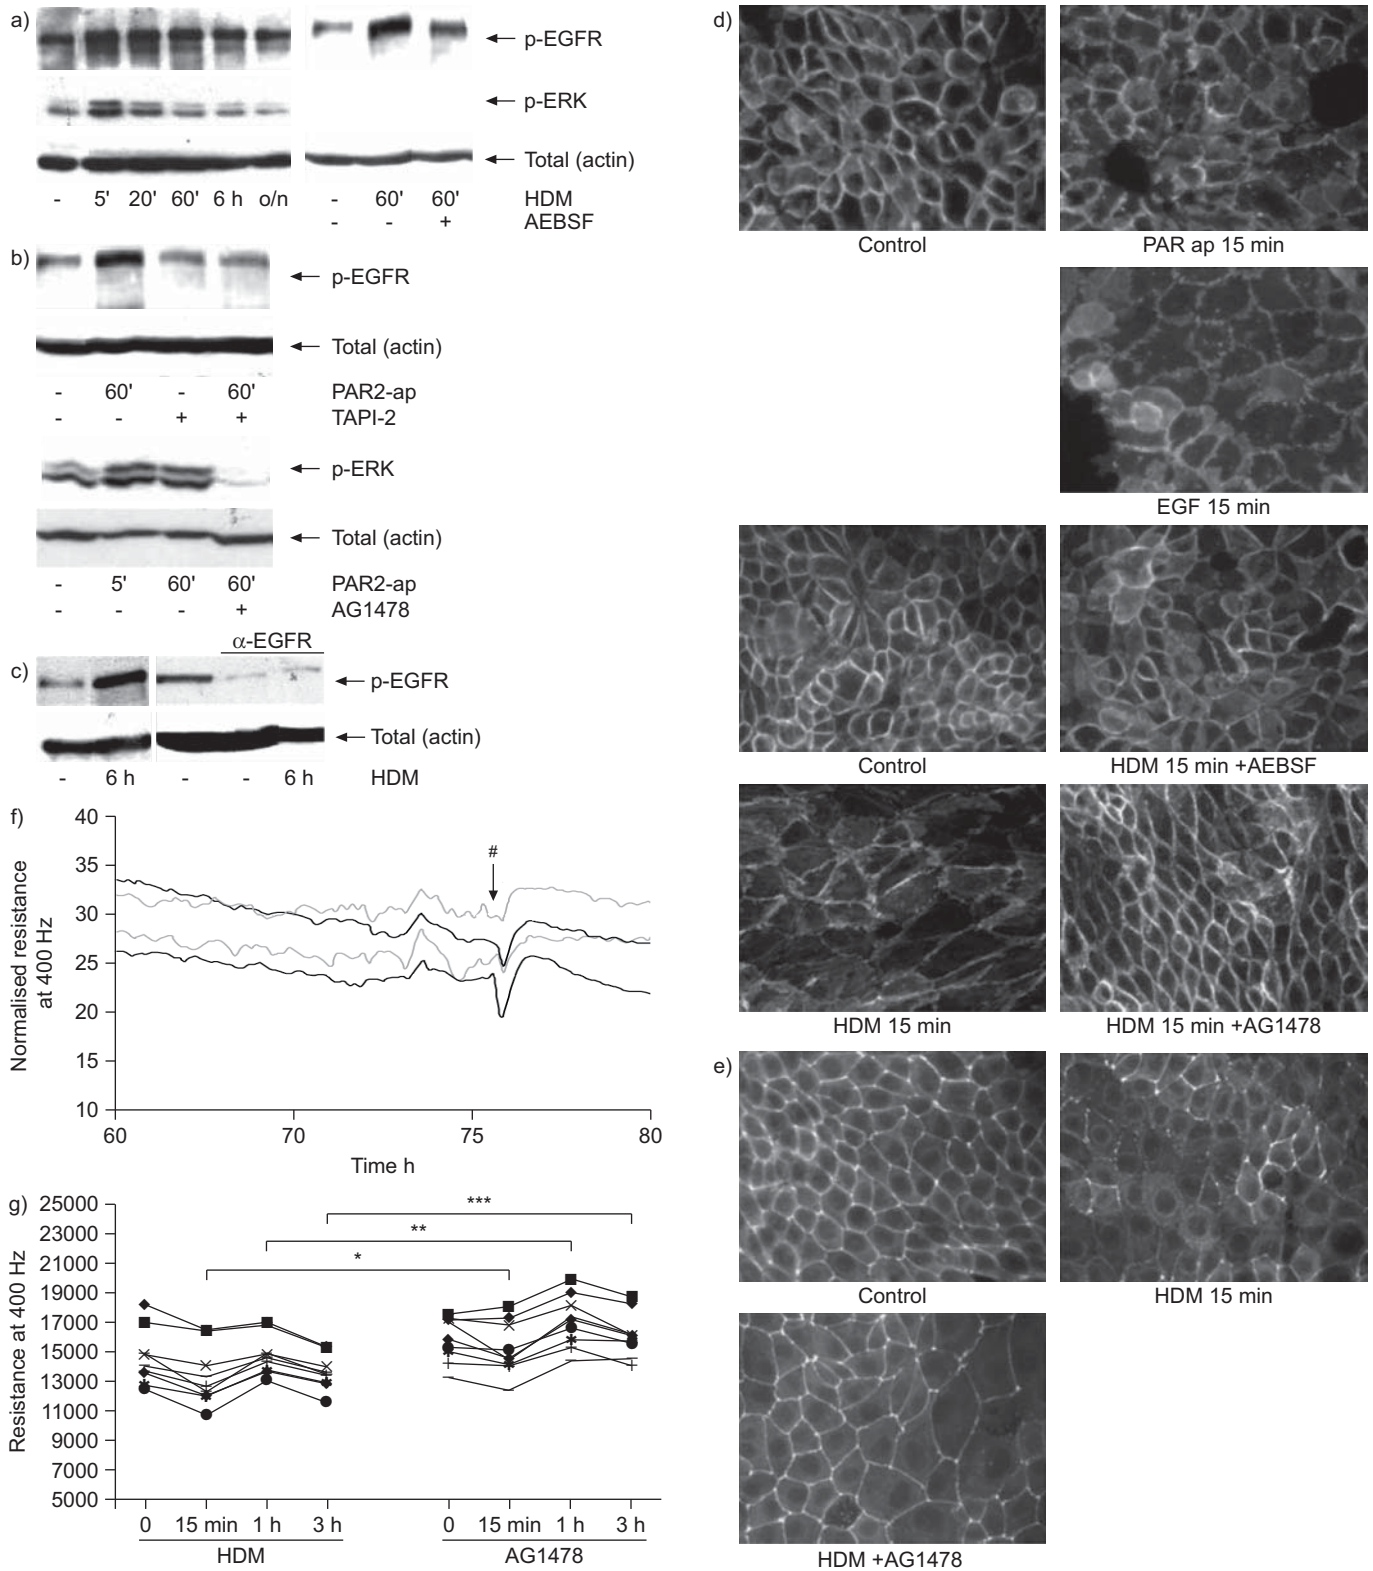 a)
p-EGFR
p-ERK
Total (actin)
- 5' 20' 60' 6 h o/n - 60' 60' HDM
- - + AEBSF
b)
p-EGFR
Total (actin)
- 60' - 60' PAR2-ap
- - + + TAPI-2
p-ERK
Total (actin)
- 5' 60' 60' PAR2-ap
- - - + AG1478
α-EGFR
c)
p-EGFR
Total (actin)
- 6 h - - 6 h HDM
f)
Normalised resistance
at 400 Hz
40
35
30
25
20
15
10
#
60 70 75 80
Time h
g)
Resistance at 400 Hz
25000
23000
21000
19000
17000
15000
13000
11000
9000
7000
5000
***
**
*
0 15 min 1 h 3 h 0 15 min 1 h 3 h
HDM AG1478
d)
Control PAR ap 15 min
EGF 15 min
Control HDM 15 min +AEBSF
HDM 15 min HDM 15 min +AG1478
e)
Control HDM 15 min
HDM +AG1478